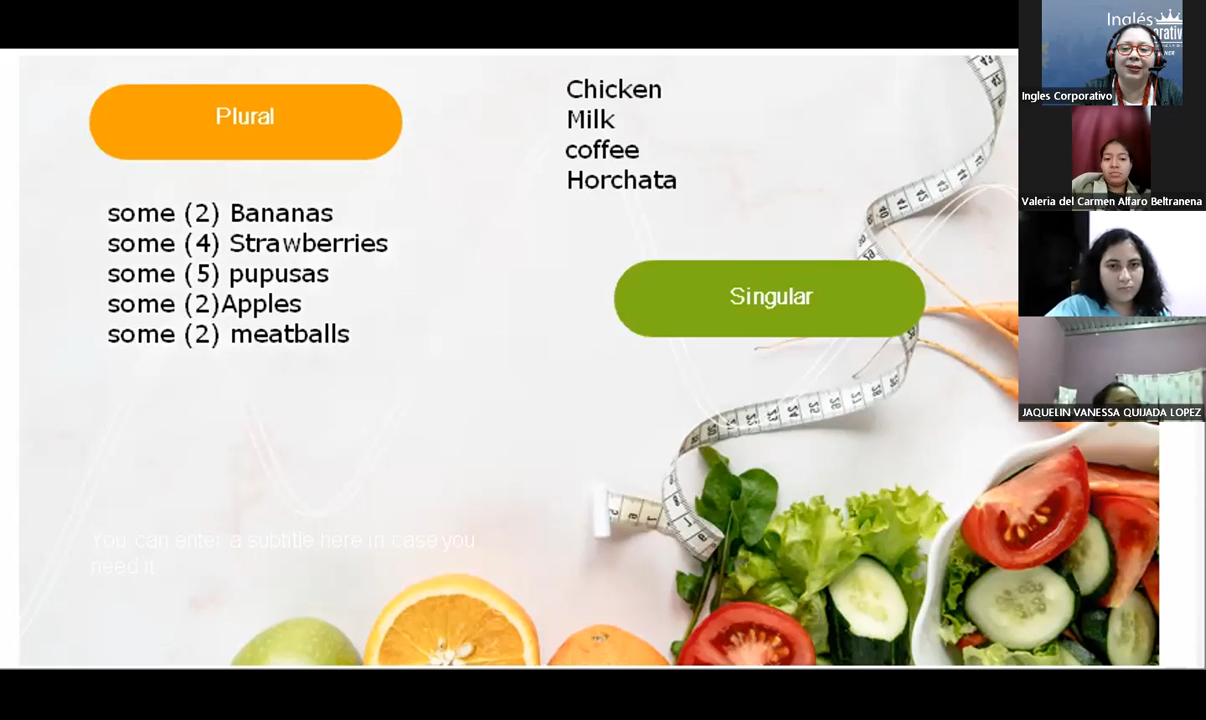 Plural
some (2) Bananas
some (4) Strawberries
some (5) pupusas
some (2)Apples
some (2) meatballs
You can enter a subtitle here in case you
need it
Chicken
Milk
coffee
Horchata
Singular
Inglés
Ingles Corporativo
Valeria del Carmen Alfaro Beltranena
JAQUELIN VANESSA QUIJADA LOPEZ